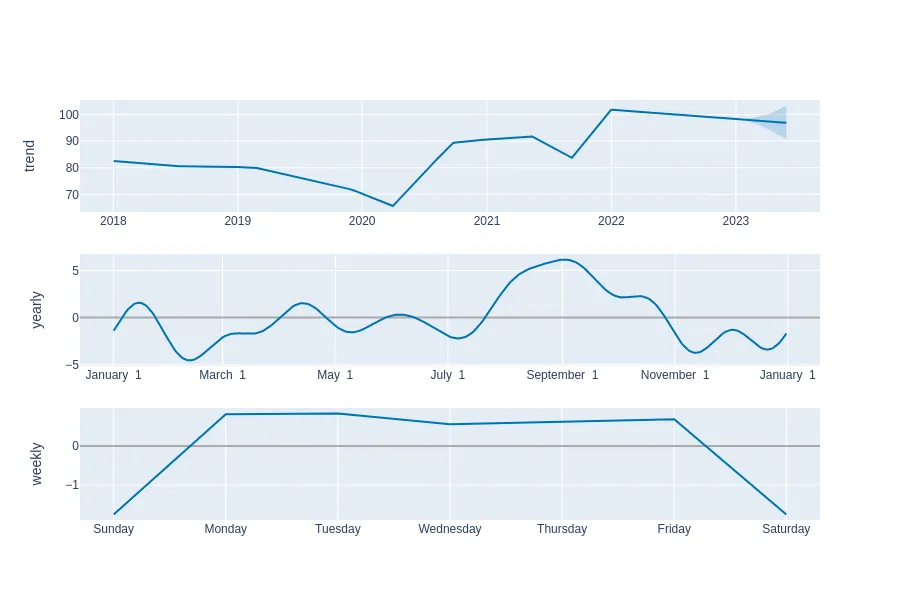 trend
100
90
80
70
2018 2019 2020 2021 2022 2023
yearly
5
0
−5
January 1 March 1 May 1 July 1 September 1 November 1 January 1
weekly
0
−1
Sunday Monday Tuesday Wednesday Thursday Friday Saturday